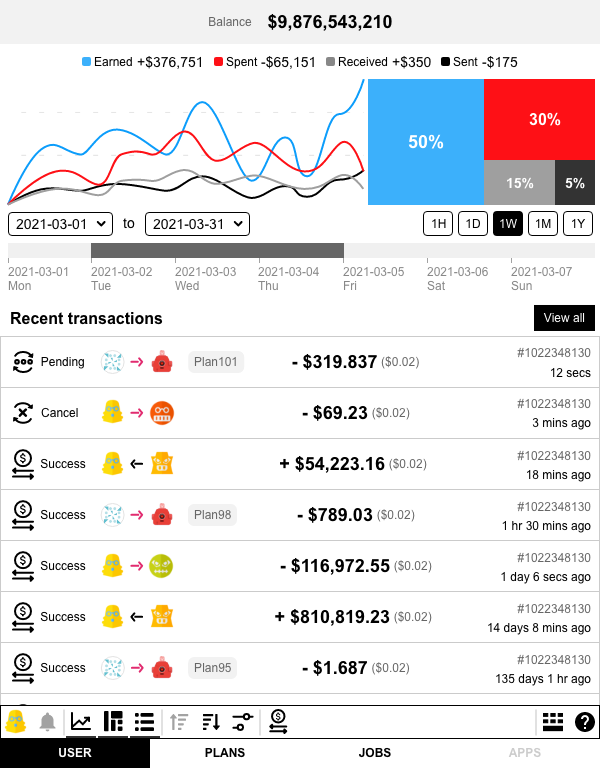 Balance $9,876,543,210
Earned +$376,751 Spent -$65,151 Received +$350 Sent -$175
50%
30%
15%
5%
2021-03-01 to 2021-03-31 1H 1D 1W 1M 1Y
2021-03-01 2021-03-02 2021-03-03 2021-03-04 2021-03-05 2021-03-06 2021-03-07
Mon Tue Wed Thu Fri Sat Sun
Recent transactions View all
Pending Plan101 - $319.837 ($0.02) #1022348130
12 secs
Cancel - $69.23 ($0.02) #1022348130
3 mins ago
Success + $54,223.16 ($0.02) #1022348130
18 mins ago
Success Plan98 - $789.03 ($0.02) #1022348130
1 hr 30 mins ago
Success - $116,972.55 ($0.02) #1022348130
1 day 6 secs ago
Success + $810,819.23 ($0.02) #1022348130
14 days 8 mins ago
Success Plan95 - $1.687 ($0.02) #1022348130
135 days 1 hr ago
USER PLANS JOBS APPS